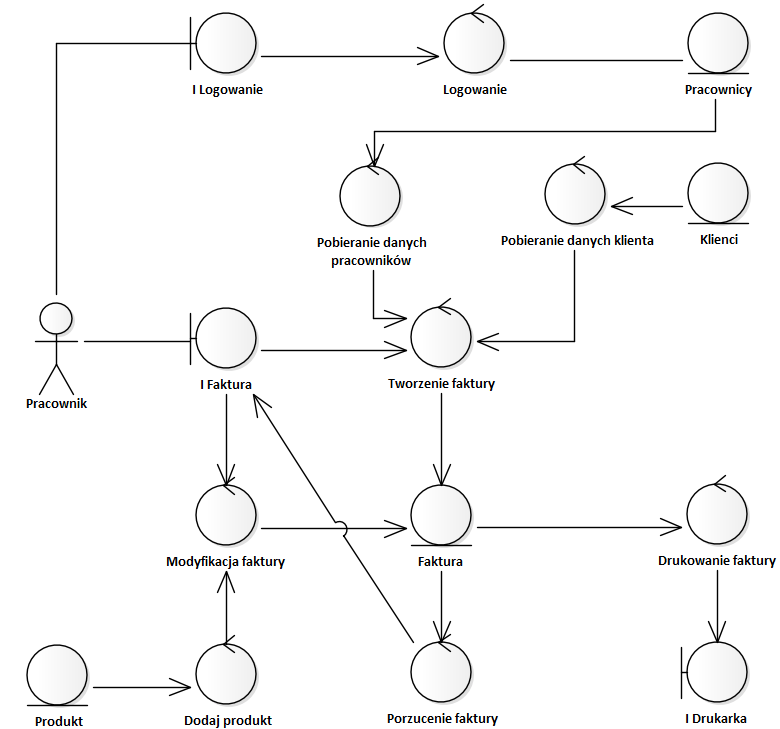 I Logowanie
Logowanie
Pracownicy
Pobieranie danych
pracowników
Pobieranie danych klienta
Klienci
Pracownik
I Faktura
Tworzenie faktury
Modyfikacja faktury
Faktura
Drukowanie faktury
Produkt
Dodaj produkt
Porzucenie faktury
I Drukarka